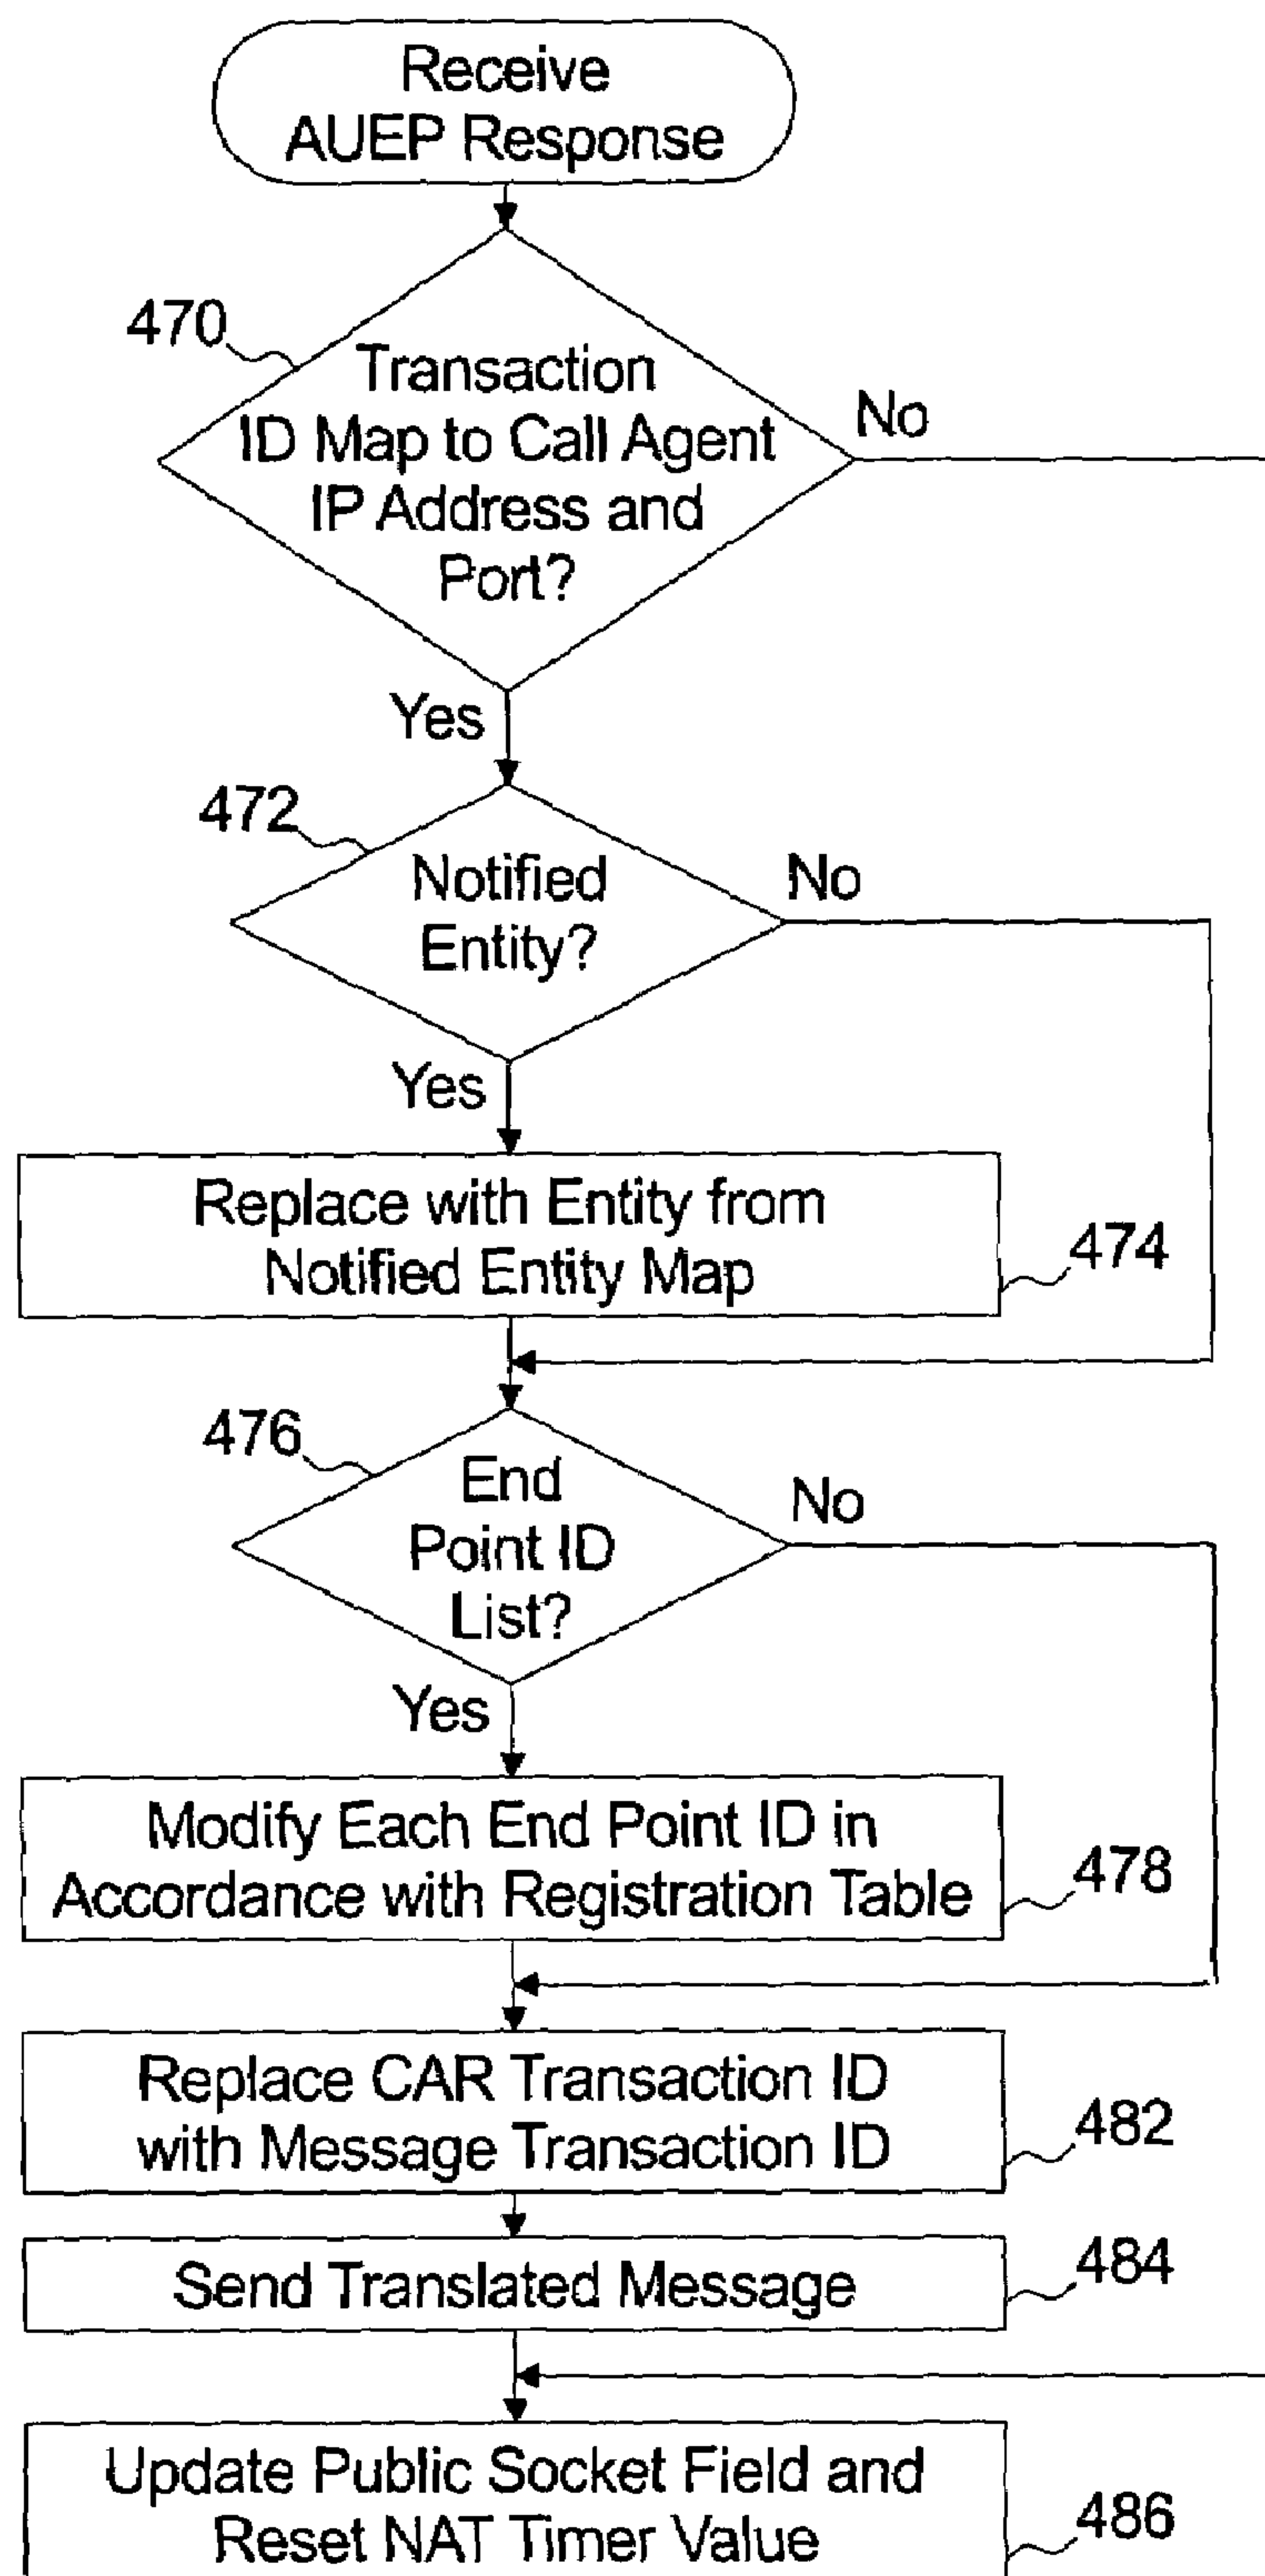 Receive
AUEP Response
470
Transaction
ID Map to Call Agent
IP Address and
Port?
No
Yes
472
Notified
Entity?
No
Yes
Replace with Entity from
Notified Entity Map
474
476
End
Point ID
List?
No
Yes
Modify Each End Point ID in
Accordance with Registration Table
478
Replace CAR Transaction ID
with Message Transaction ID
482
Send Translated Message
484
Update Public Socket Field and
Reset NAT Timer Value
486